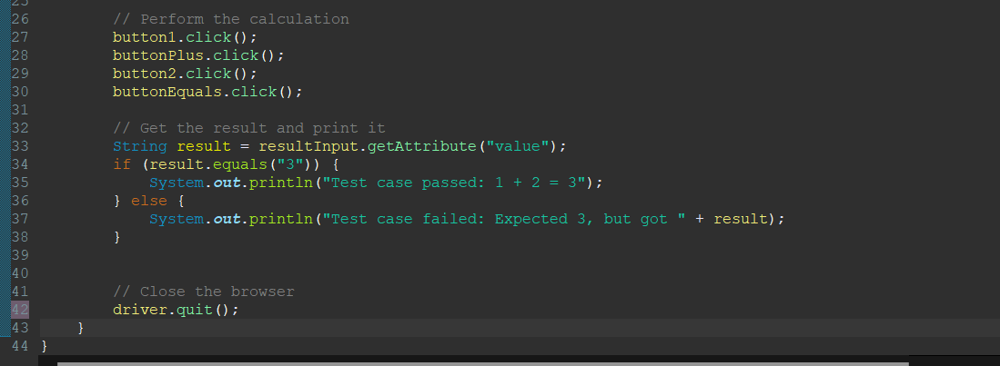 25
26 // Perform the calculation
27 button1.click();
28 buttonPlus.click();
29 button2.click();
30 buttonEquals.click();
31
32 // Get the result and print it
33 String result = resultInput.getAttribute("value");
34 if (result.equals("3")) {
35 System.out.println("Test case passed: 1 + 2 = 3");
36 } else {
37 System.out.println("Test case failed: Expected 3, but got " + result);
38 }
39
40
41 // Close the browser
42 driver.quit();
43 }
44 }